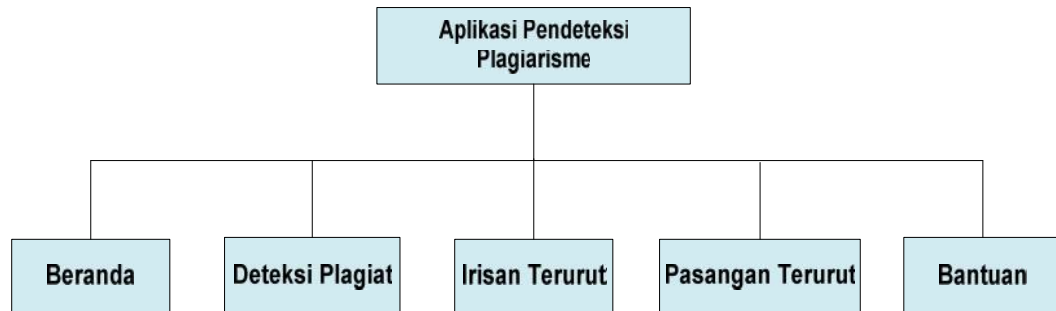 Aplikasi Pendeteksi
Plagiarisme
Beranda
Deteksi Plagiat
Irisan Terurut
Pasangan Terurut
Bantuan